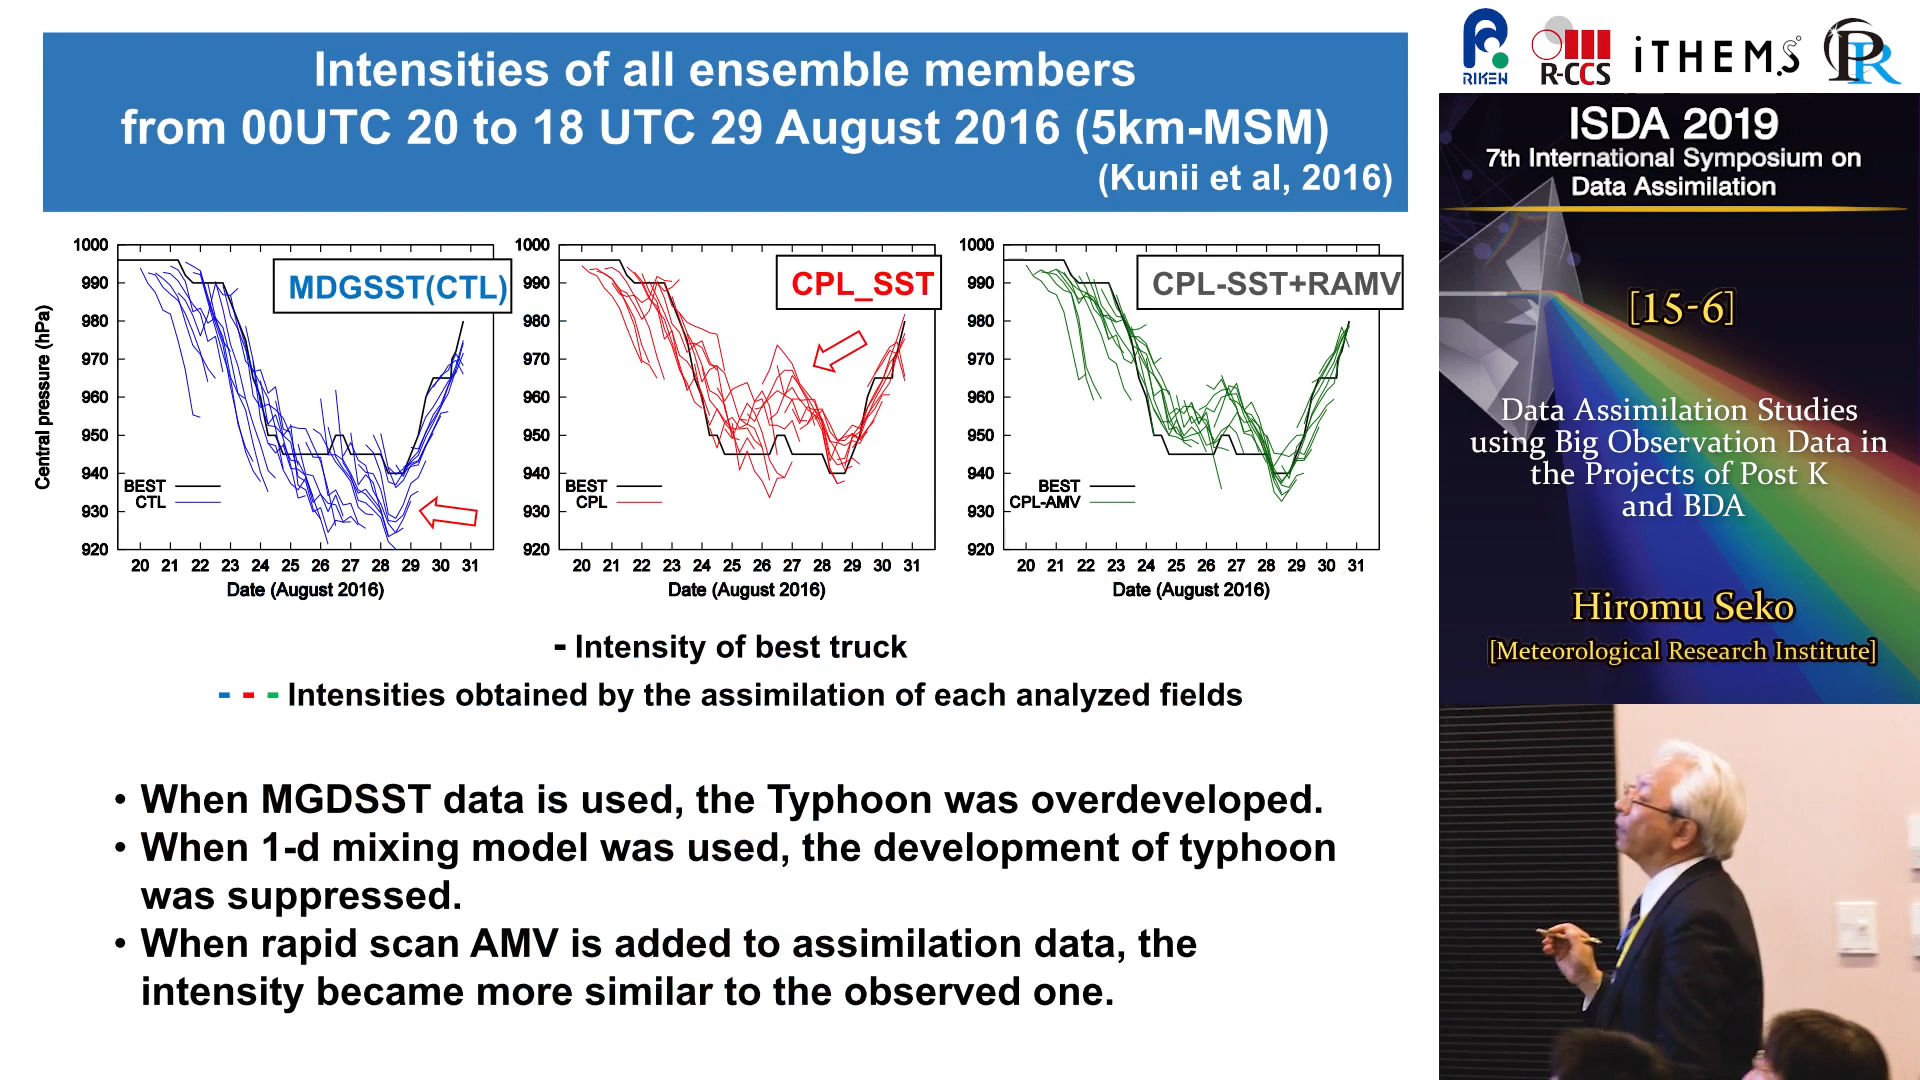 Intensities of all ensemble members
from 00UTC 20 to 18 UTC 29 August 2016 (5km-MSM)
(Kunii et al, 2016)
Central pressure (hPa)
1000
990
980
970
960
950
940
930
920
MDGSST(CTL)
BEST
CTL
20 21 22 23 24 25 26 27 28 29 30 31
Date (August 2016)
1000
990
980
970
960
950
940
930
920
CPL_SST
BEST
CPL
20 21 22 23 24 25 26 27 28 29 30 31
Date (August 2016)
1000
990
980
970
960
950
940
930
920
CPL-SST+RAMV
BEST
CPL-AMV
20 21 22 23 24 25 26 27 28 29 30 31
Date (August 2016)
- Intensity of best truck
- - - Intensities obtained by the assimilation of each analyzed fields
• When MGDSST data is used, the Typhoon was overdeveloped.
• When 1-d mixing model was used, the development of typhoon
was suppressed.
• When rapid scan AMV is added to assimilation data, the
intensity became more similar to the observed one.
RIKEN
R-CCS
iTHEMS
PR
ISDA 2019
7th International Symposium on
Data Assimilation
[15-6]
Data Assimilation Studies
using Big Observation Data in
the Projects of Post K
and BDA
Hiromu Seko
[Meteorological Research Institute]